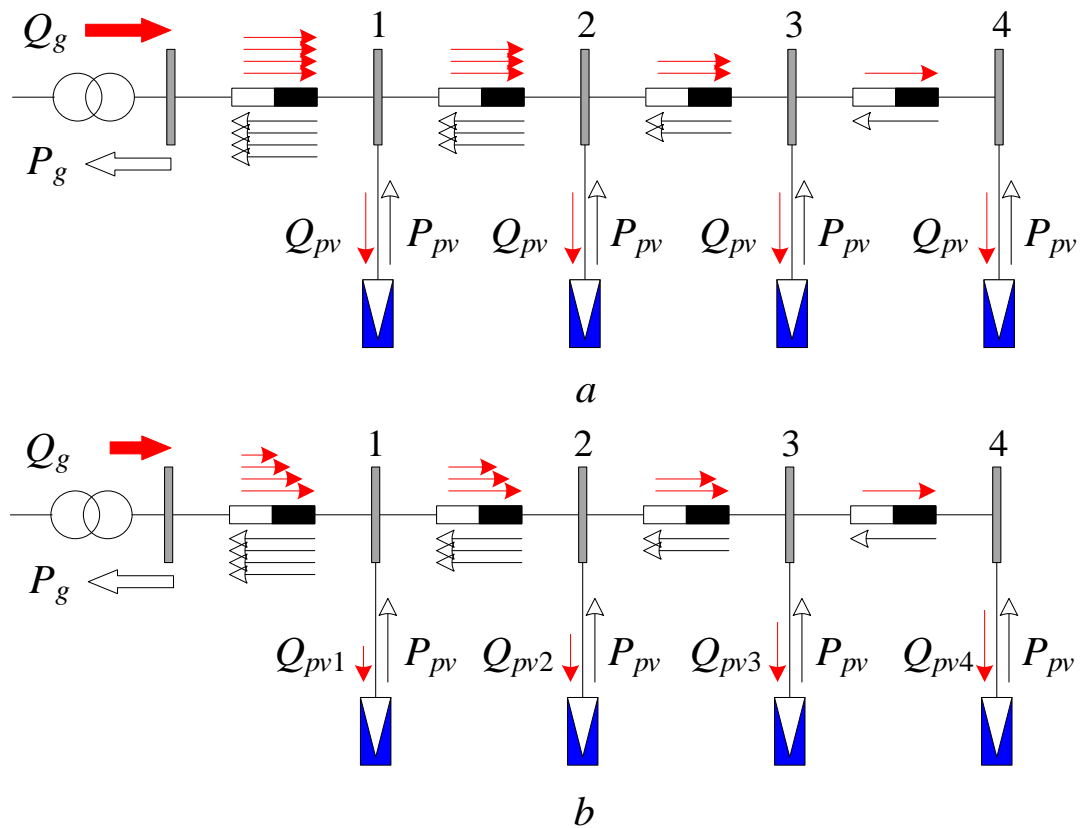 Q_g 1 2 3 4
P_g
Q_pv P_pv Q_pv P_pv Q_pv P_pv Q_pv P_pv
a
Q_g 1 2 3 4
P_g
Q_pv1 P_pv Q_pv2 P_pv Q_pv3 P_pv Q_pv4 P_pv
b